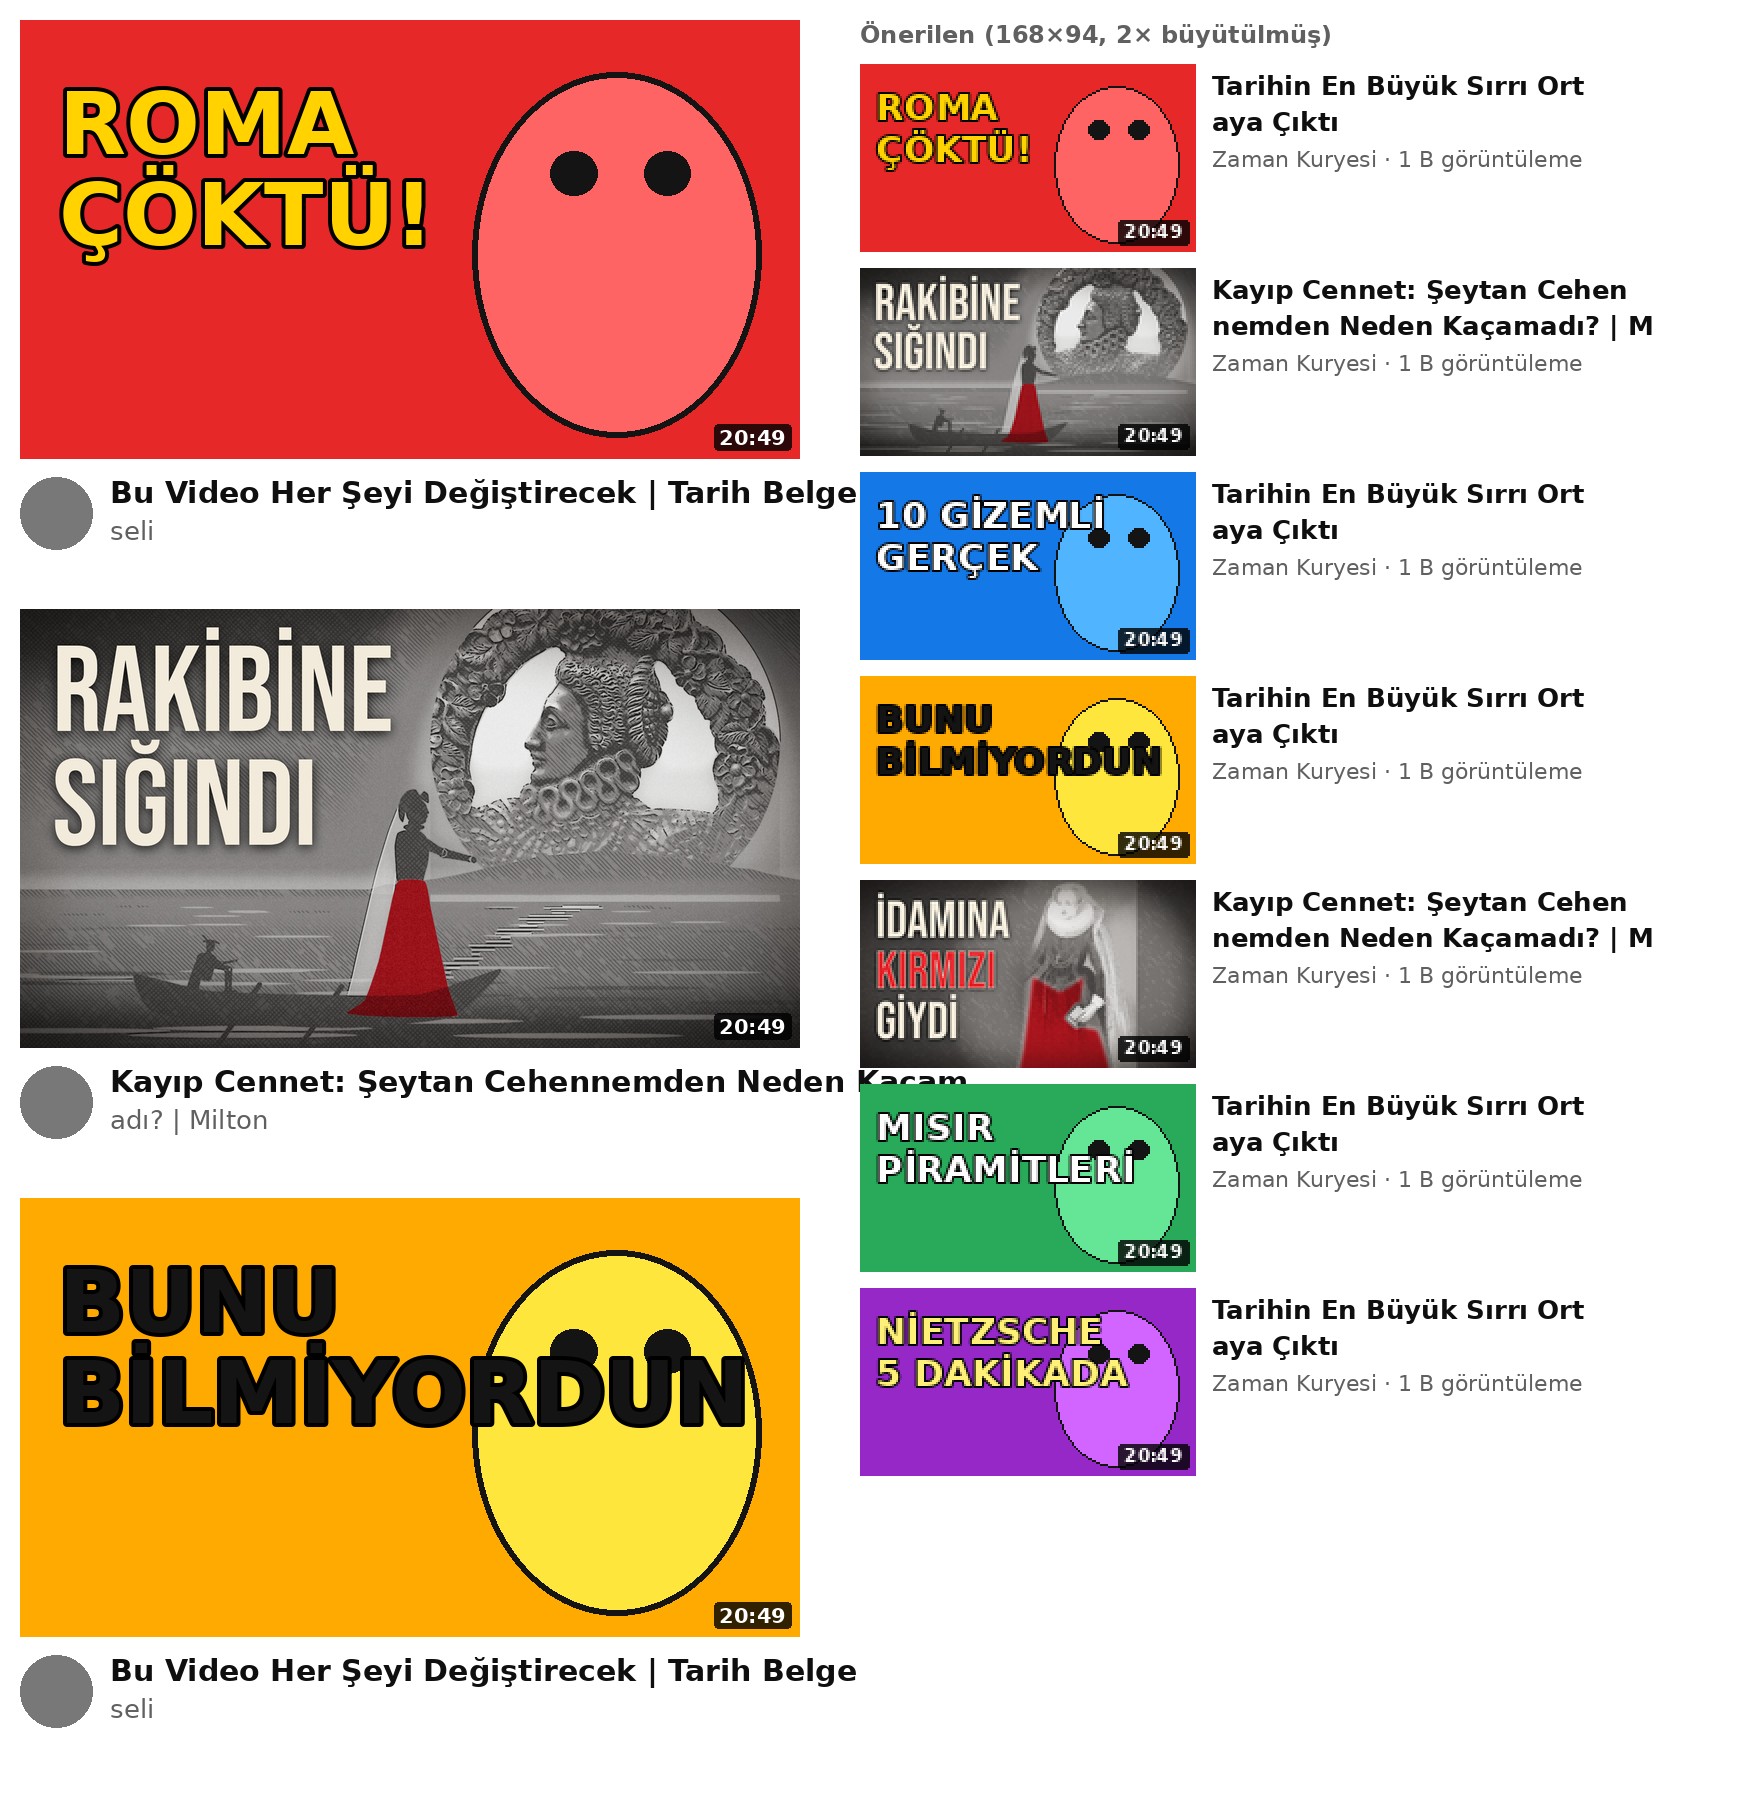 ROMA
ÇÖKTÜ!
20:49
Bu Video Her Şeyi Değiştirecek | Tarih Belge
seli
RAKİBİNE
SIĞINDI
20:49
Kayıp Cennet: Şeytan Cehennemden Neden Kaçam
adı? | Milton
BUNU
BİLMİYORDUN
20:49
Bu Video Her Şeyi Değiştirecek | Tarih Belge
seli
Önerilen (168×94, 2× büyütülmüş)
ROMA
ÇÖKTÜ!
20:49
Tarihin En Büyük Sırrı Ort
aya Çıktı
Zaman Kuryesi · 1 B görüntüleme
RAKİBİNE
SIĞINDI
20:49
Kayıp Cennet: Şeytan Cehen
nemden Neden Kaçamadı? | M
Zaman Kuryesi · 1 B görüntüleme
10 GİZEMLİ
GERÇEK
20:49
Tarihin En Büyük Sırrı Ort
aya Çıktı
Zaman Kuryesi · 1 B görüntüleme
BUNU
BİLMİYORDUN
20:49
Tarihin En Büyük Sırrı Ort
aya Çıktı
Zaman Kuryesi · 1 B görüntüleme
İDAMINA
KIRMIZI
GİYDİ
20:49
Kayıp Cennet: Şeytan Cehen
nemden Neden Kaçamadı? | M
Zaman Kuryesi · 1 B görüntüleme
MISIR
PİRAMİTLERİ
20:49
Tarihin En Büyük Sırrı Ort
aya Çıktı
Zaman Kuryesi · 1 B görüntüleme
NİETZSCHE
5 DAKİKADA
20:49
Tarihin En Büyük Sırrı Ort
aya Çıktı
Zaman Kuryesi · 1 B görüntüleme